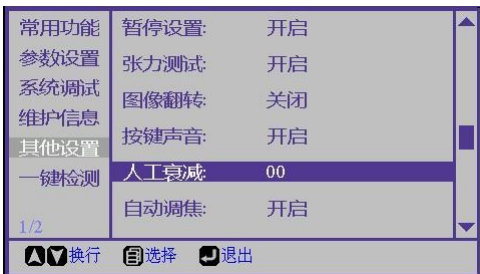 常用功能
参数设置
系统调试
维护信息
其他设置
一键检测
1/2
暂停设置: 开启
张力测试: 开启
图像翻转: 关闭
按键声音: 开启
人工衰减: 00
自动调焦: 开启
换行 选择 退出